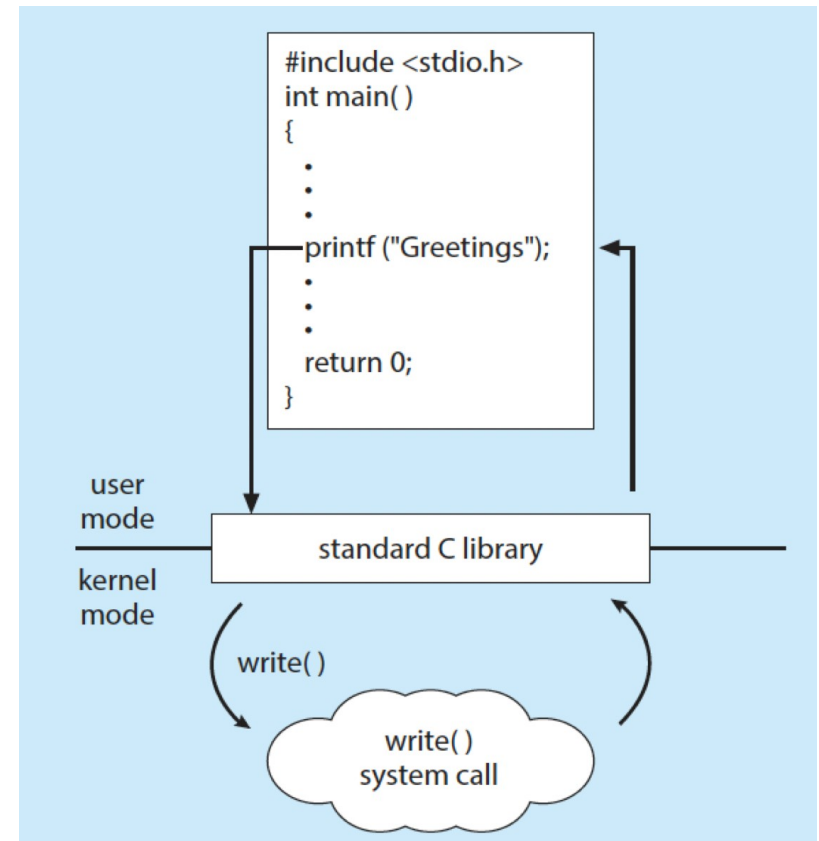 #include <stdio.h>
int main( )
{
•
•
•
printf ("Greetings");
•
•
•
return 0;
}
user
mode
standard C library
kernel
mode
write( )
write( )
system call